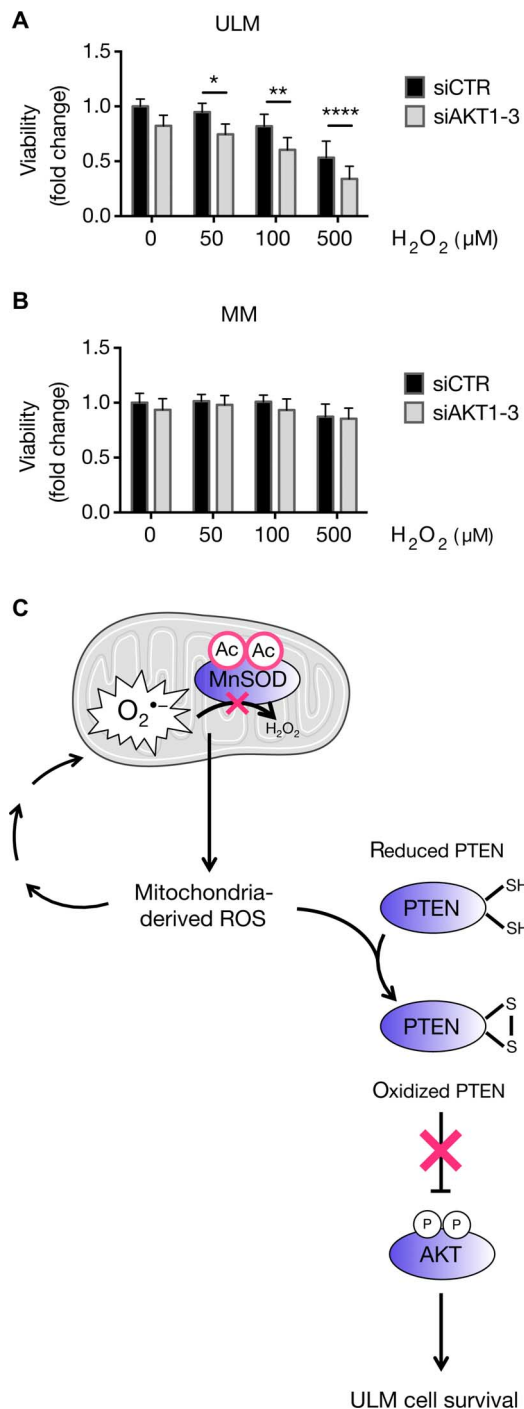 A
ULM
Viability
(fold change)
1.5
1.0
0.5
0.0
*
**
****
siCTR
siAKT1-3
0 50 100 500 H₂O₂ (µM)
B
MM
Viability
(fold change)
1.5
1.0
0.5
0.0
siCTR
siAKT1-3
0 50 100 500 H₂O₂ (µM)
C
Ac Ac
MnSOD
O₂•−
H₂O₂
Mitochondria-
derived ROS
Reduced PTEN
PTEN
SH
SH
PTEN
S
S
Oxidized PTEN
P P
AKT
ULM cell survival